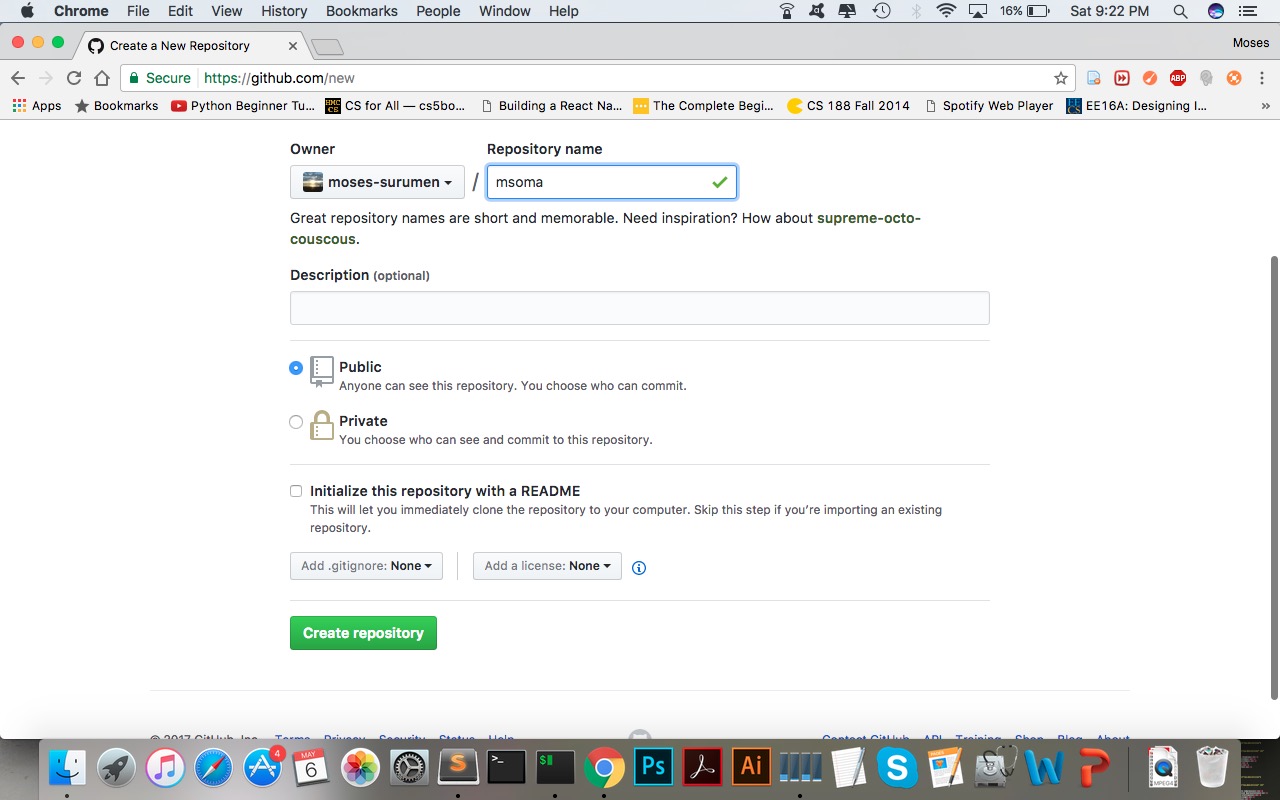 Chrome File Edit View History Bookmarks People Window Help 16% Sat 9:22 PM
Create a New Repository Moses
Secure https://github.com/new ABP
Apps Bookmarks Python Beginner Tu... CS for All — cs5bo... Building a React Na... The Complete Begi... CS 188 Fall 2014 Spotify Web Player EE16A: Designing I... »
Owner Repository name
moses-surumen / msoma
Great repository names are short and memorable. Need inspiration? How about supreme-octo-
couscous.
Description (optional)
Public
Anyone can see this repository. You choose who can commit.
Private
You choose who can see and commit to this repository.
Initialize this repository with a README
This will let you immediately clone the repository to your computer. Skip this step if you’re importing an existing
repository.
Add .gitignore: None Add a license: None
Create repository
© 2017 GitHub, Inc. Terms Privacy Security Status Help Contact GitHub API Training Shop Blog About
4 MAY
6 S >_ $ Ps Ai S W P Q
MPEG4